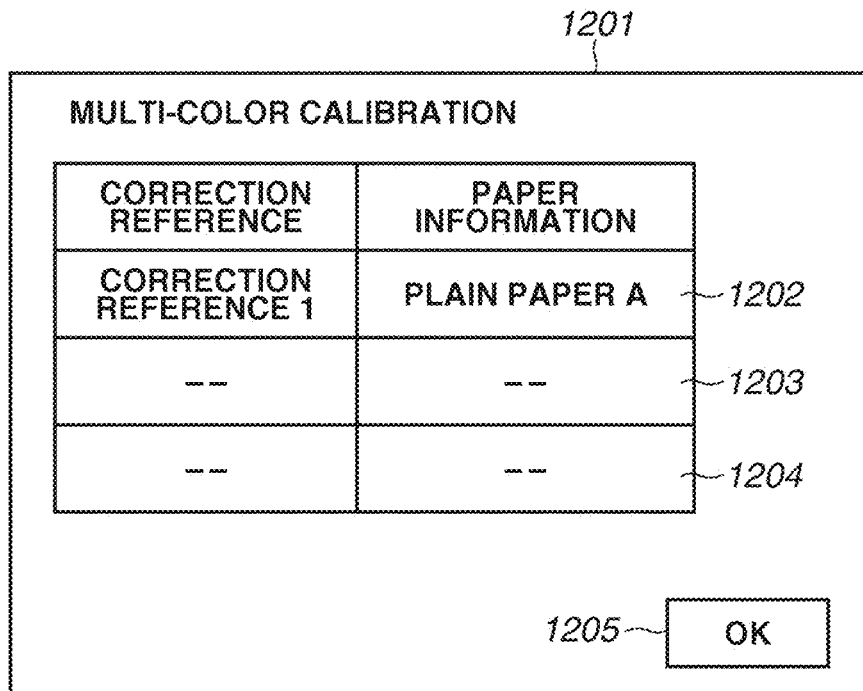 1201
MULTI-COLOR CALIBRATION
CORRECTION
REFERENCE
PAPER
INFORMATION
CORRECTION
REFERENCE 1
PLAIN PAPER A
1202
-- --
1203
-- --
1204
1205
OK